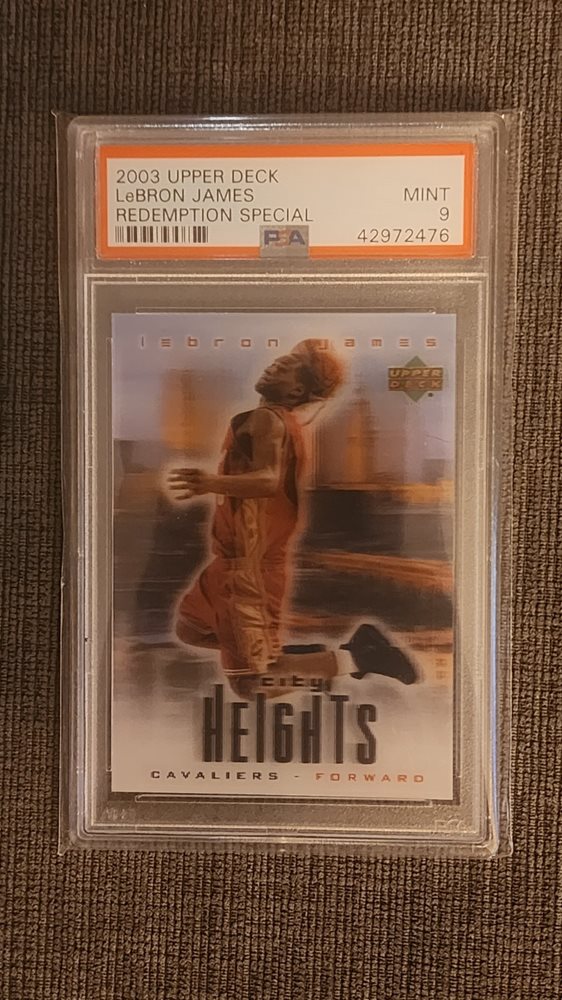 2003 UPPER DECK
LeBRON JAMES MINT
REDEMPTION SPECIAL 9
PSA 42972476
lebron james
UPPER DECK
city
HEIGHTS
CAVALIERS - FORWARD